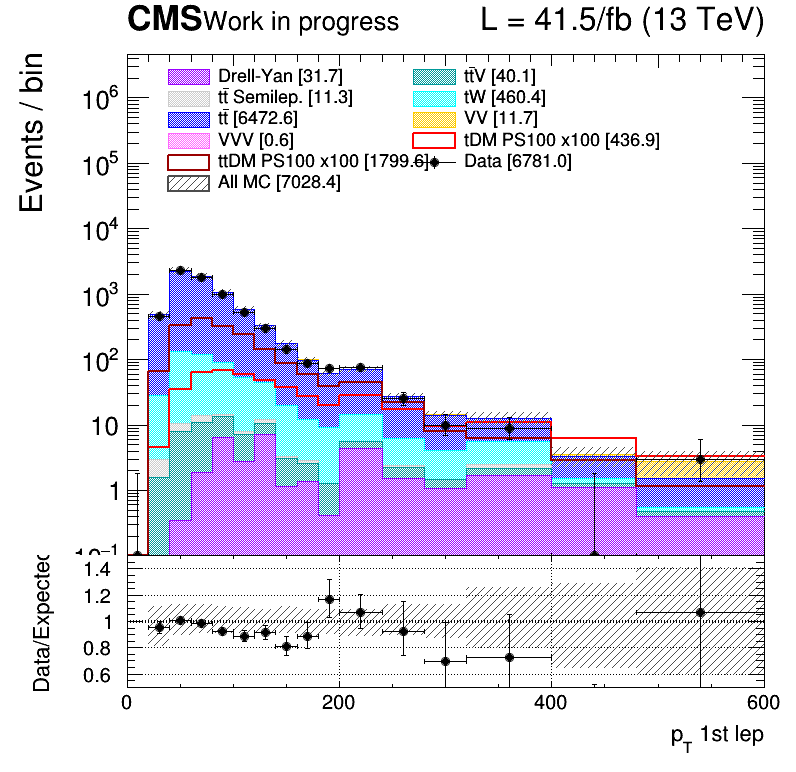 CMS Work in progress L = 41.5/fb (13 TeV)
Events / bin
Drell-Yan [31.7] tt̄V [40.1]
tt̄ Semilep. [11.3] tW [460.4]
tt̄ [6472.6] VV [11.7]
VVV [0.6] tDM PS100 x100 [436.9]
ttDM PS100 x100 [1799.6] Data [6781.0]
All MC [7028.4]
10⁶
10⁵
10⁴
10³
10²
10
1
10⁻¹
Data/Expected
1.4
1.2
1
0.8
0.6
0 200 400 600
p_T 1st lep